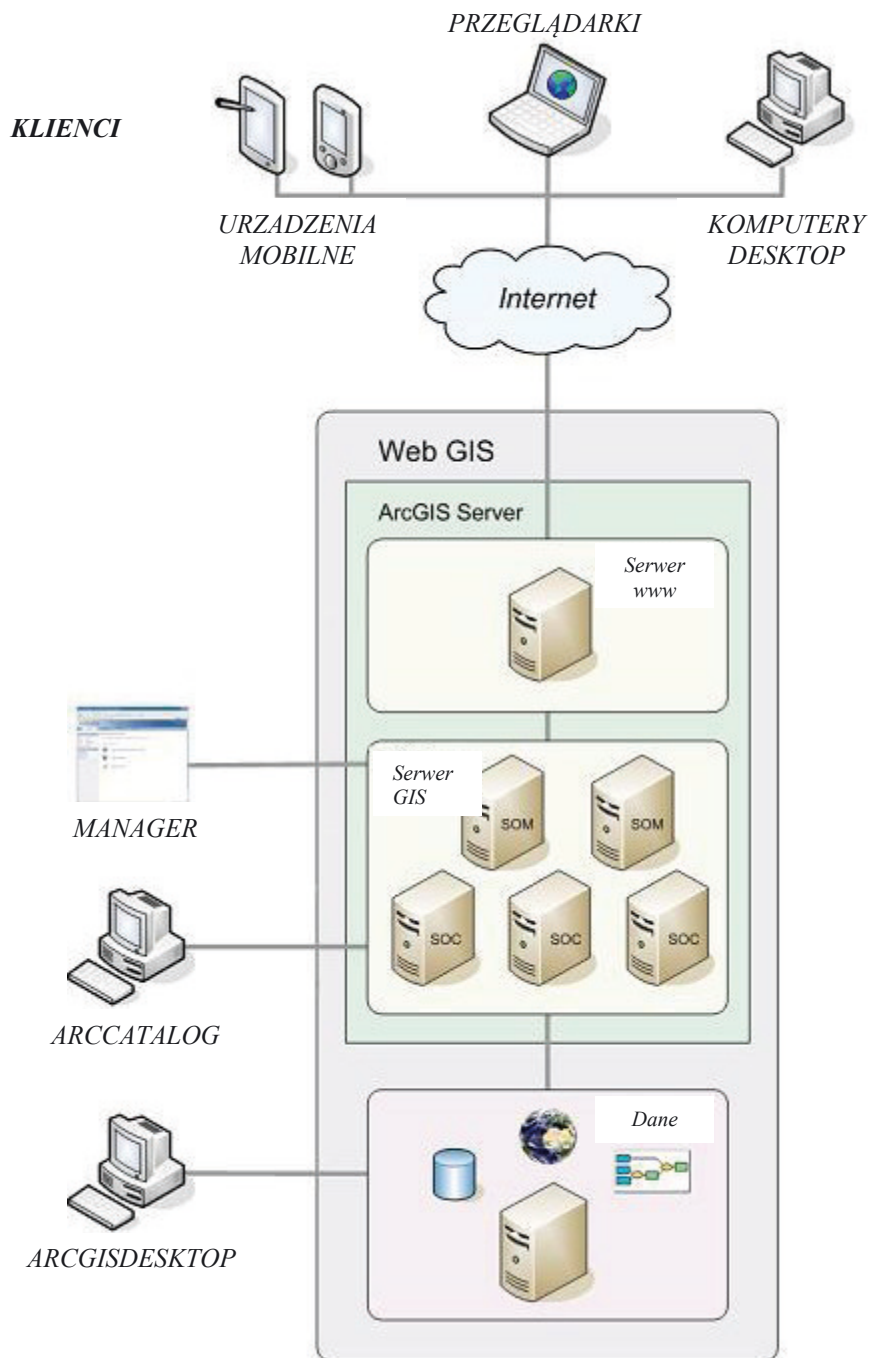 PRZEGLĄDARKI
KLIENCI
URZADZENIA
MOBILNE
KOMPUTERY
DESKTOP
Internet
Web GIS
ArcGIS Server
Serwer
www
Serwer
GIS
SOM
SOM
MANAGER
SOC
SOC
SOC
ARCCATALOG
Dane
ARCGISDESKTOP